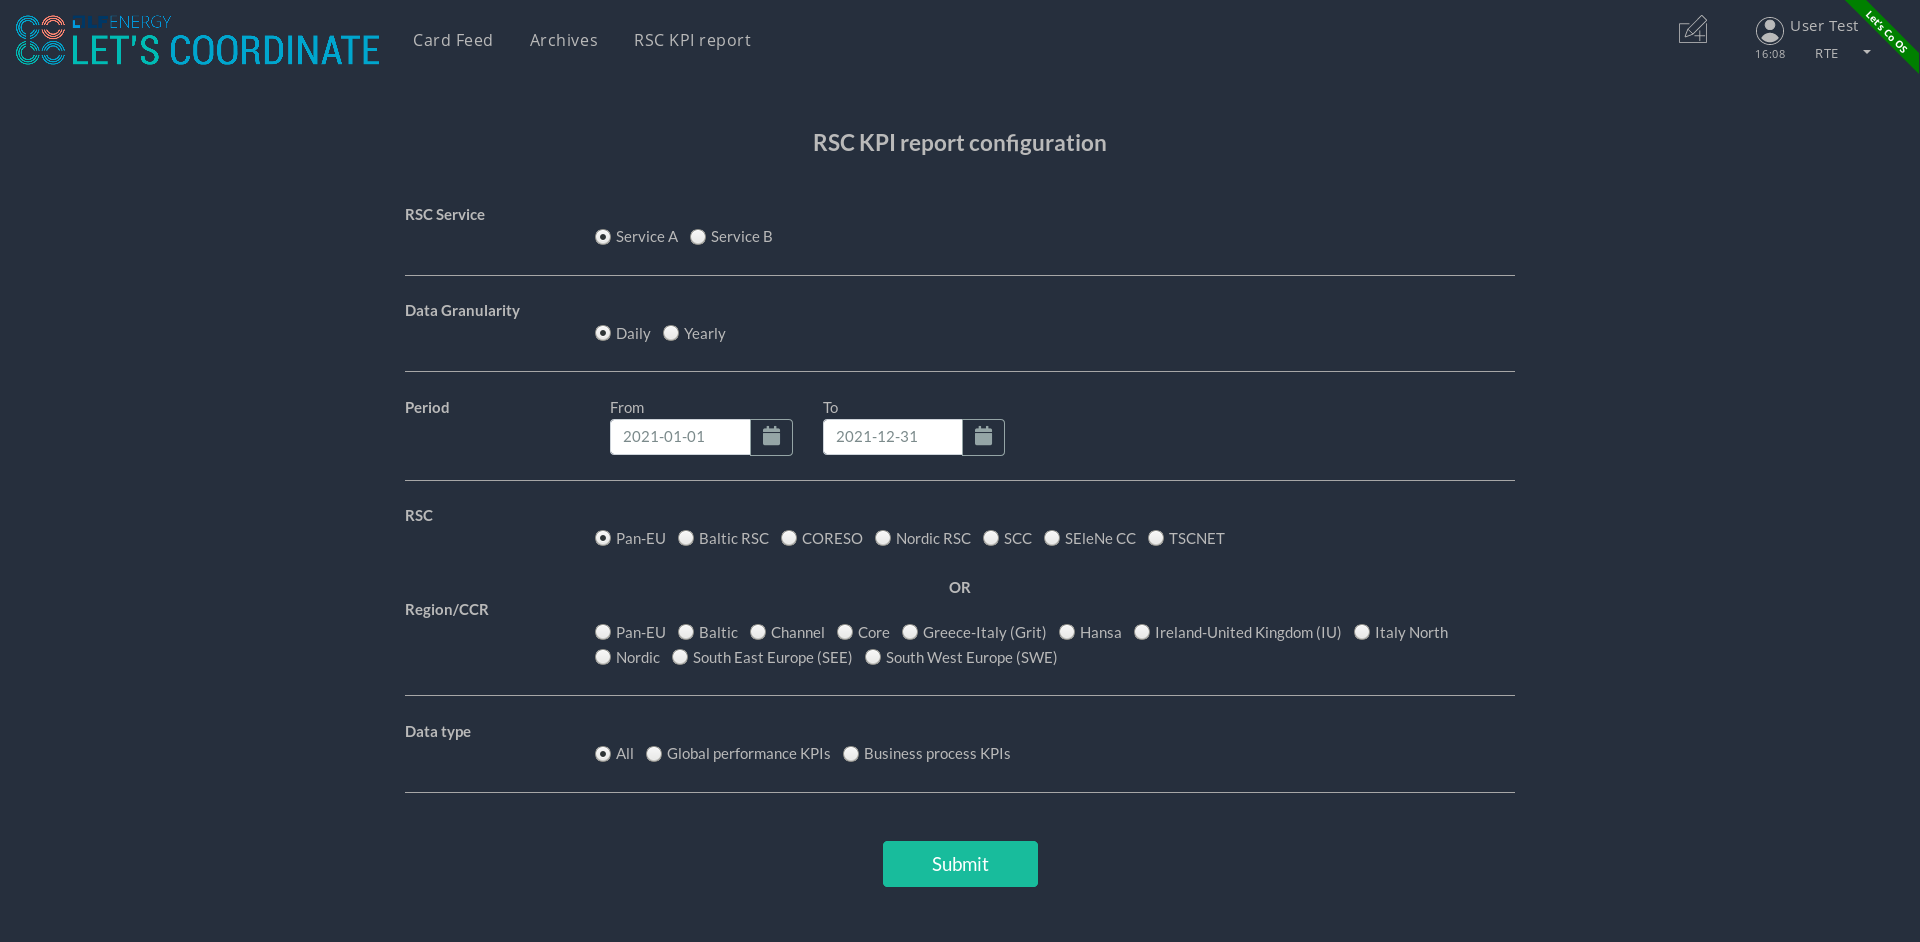 ENERGY
LET'S COORDINATE
Card Feed Archives RSC KPI report
User Test
16:08 RTE
Let's Co OS
RSC KPI report configuration
RSC Service
Service A Service B
Data Granularity
Daily Yearly
Period From To
2021-01-01 2021-12-31
RSC
Pan-EU Baltic RSC CORESO Nordic RSC SCC SEleNe CC TSCNET
OR
Region/CCR
Pan-EU Baltic Channel Core Greece-Italy (Grit) Hansa Ireland-United Kingdom (IU) Italy North
Nordic South East Europe (SEE) South West Europe (SWE)
Data type
All Global performance KPIs Business process KPIs
Submit